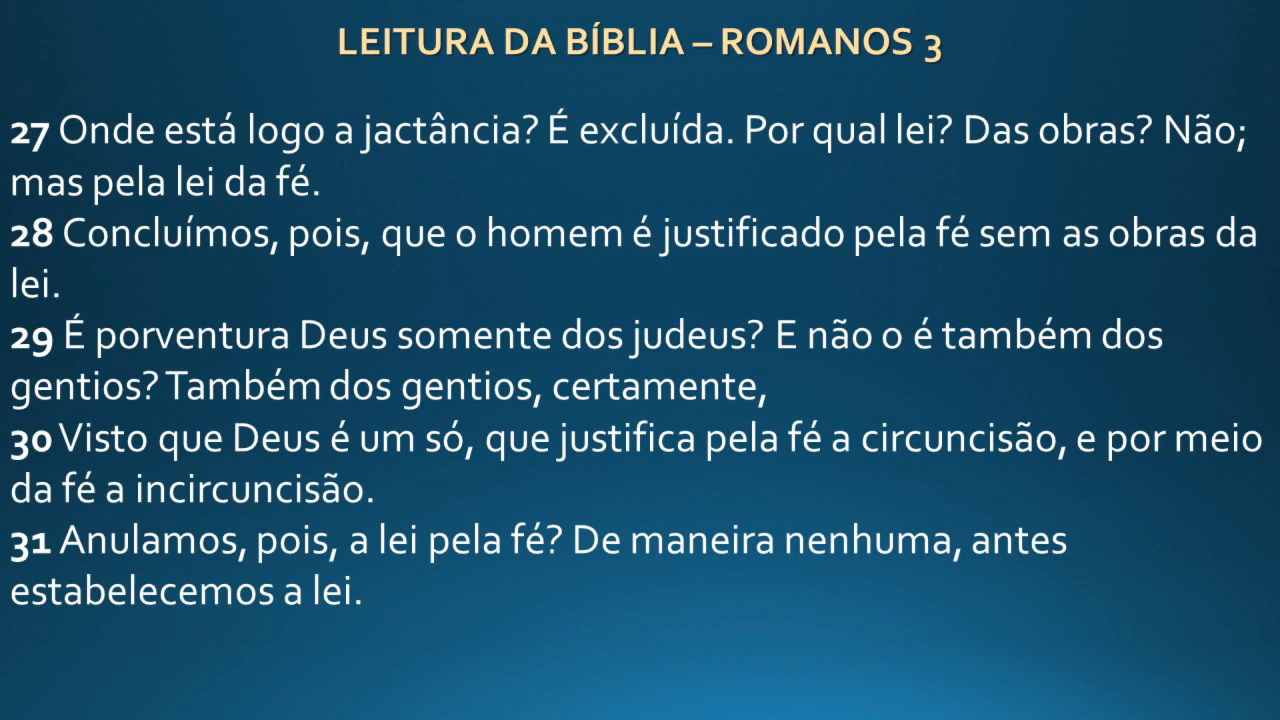 LEITURA DA BÍBLIA – ROMANOS 3
27 Onde está logo a jactância? É excluída. Por qual lei? Das obras? Não;
mas pela lei da fé.
28 Concluímos, pois, que o homem é justificado pela fé sem as obras da
lei.
29 É porventura Deus somente dos judeus? E não o é também dos
gentios? Também dos gentios, certamente,
30 Visto que Deus é um só, que justifica pela fé a circuncisão, e por meio
da fé a incircuncisão.
31 Anulamos, pois, a lei pela fé? De maneira nenhuma, antes
estabelecemos a lei.